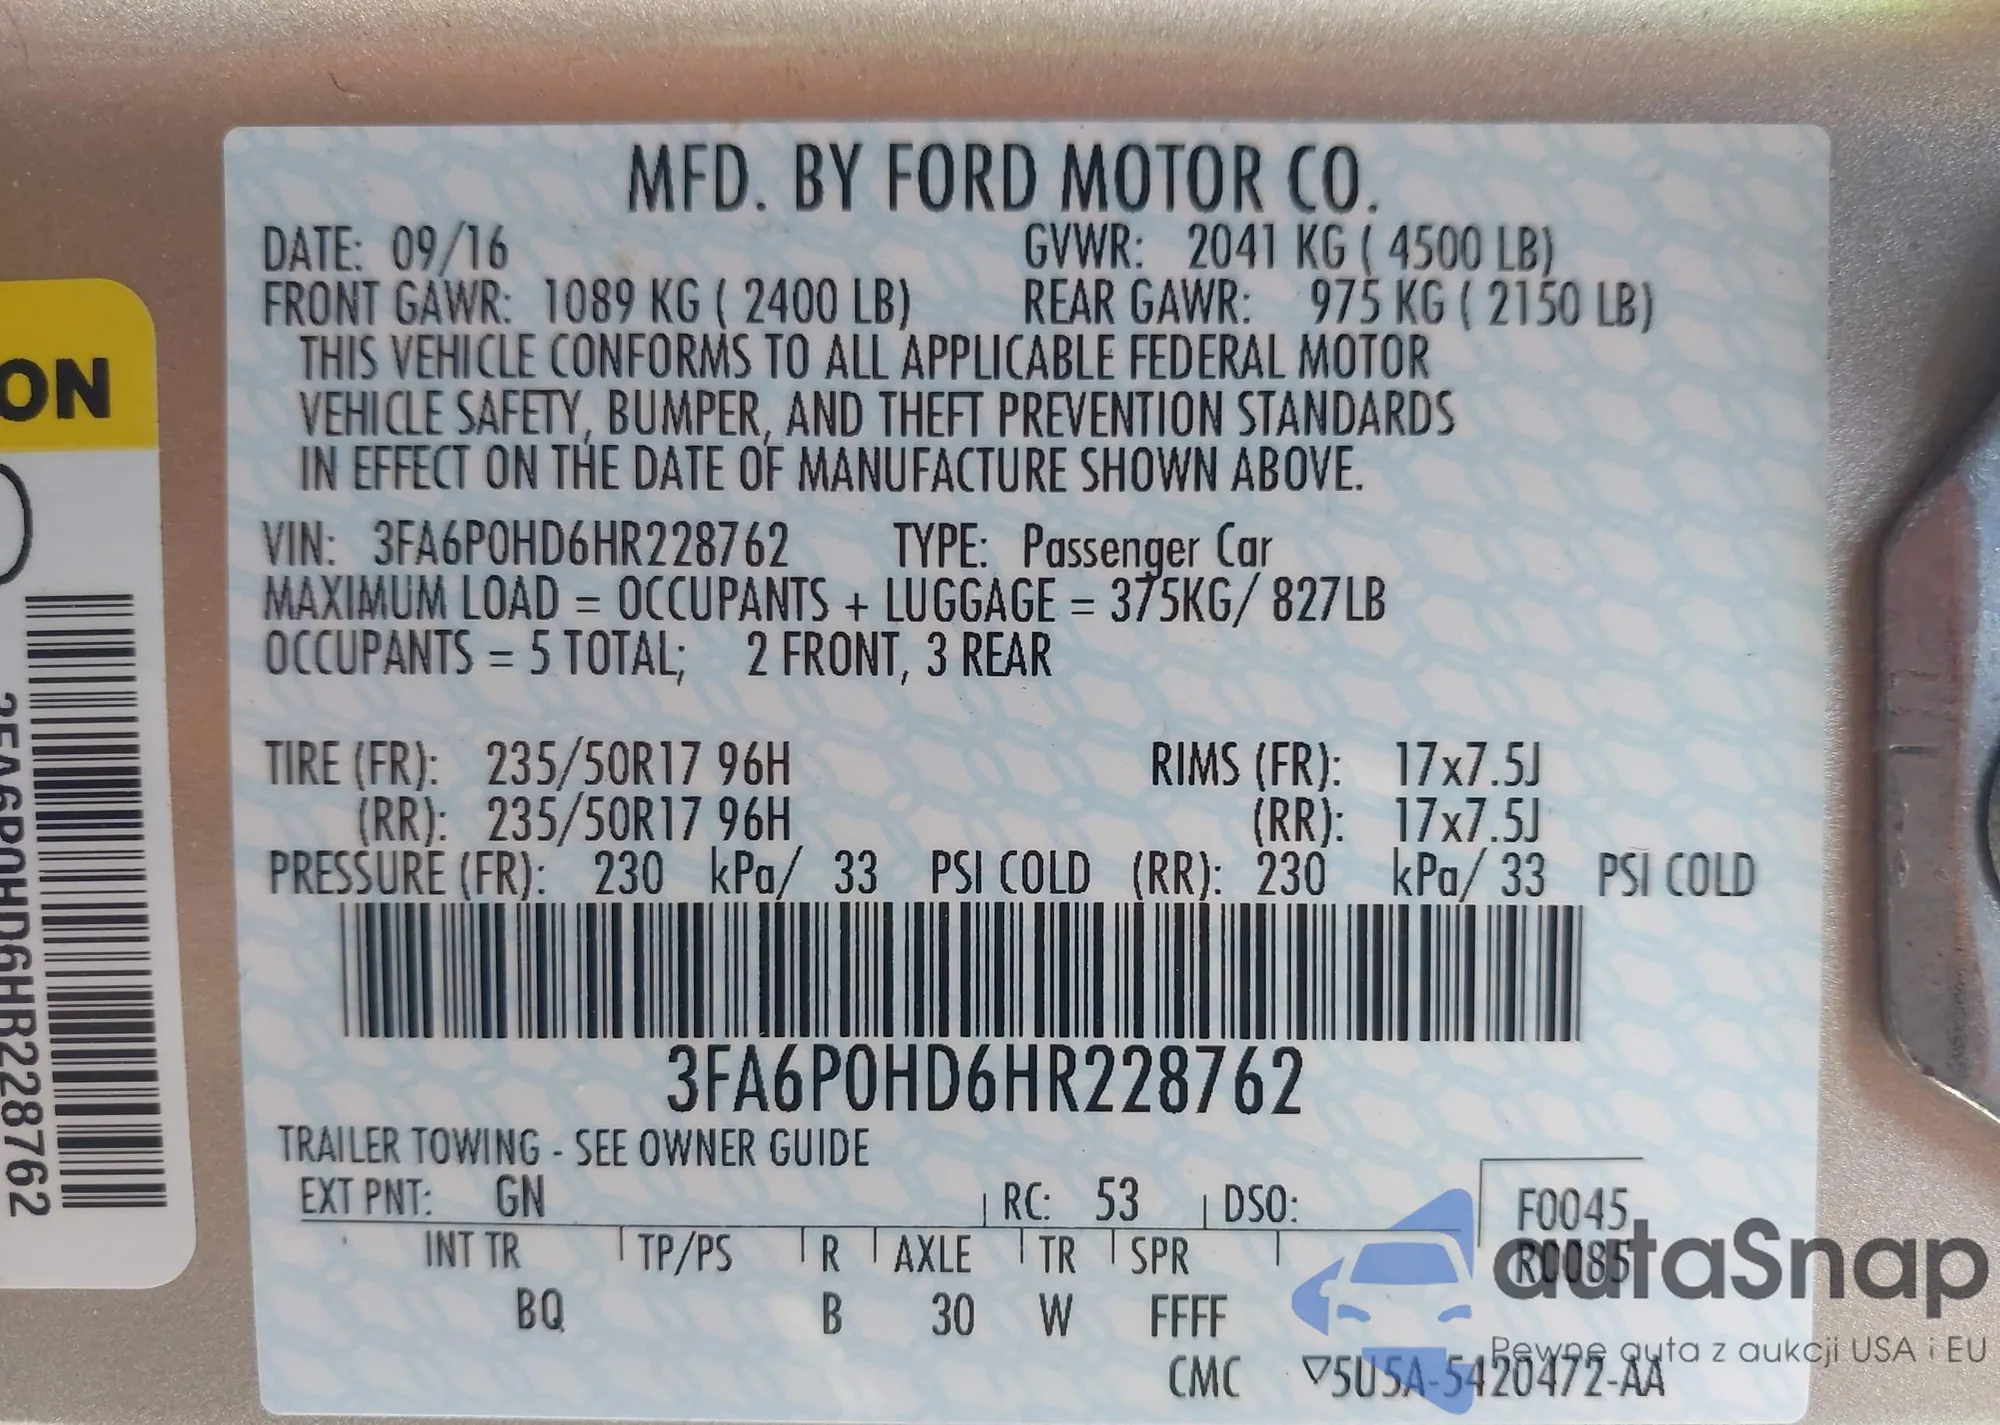 MFD. BY FORD MOTOR CO.
DATE: 09/16 GVWR: 2041 KG ( 4500 LB)
FRONT GAWR: 1089 KG ( 2400 LB) REAR GAWR: 975 KG ( 2150 LB)
THIS VEHICLE CONFORMS TO ALL APPLICABLE FEDERAL MOTOR
VEHICLE SAFETY, BUMPER, AND THEFT PREVENTION STANDARDS
IN EFFECT ON THE DATE OF MANUFACTURE SHOWN ABOVE.
VIN: 3FA6P0HD6HR228762 TYPE: Passenger Car
MAXIMUM LOAD = OCCUPANTS + LUGGAGE = 375KG/ 827LB
OCCUPANTS = 5 TOTAL; 2 FRONT, 3 REAR
TIRE (FR): 235/50R17 96H RIMS (FR): 17x7.5J
(RR): 235/50R17 96H (RR): 17x7.5J
PRESSURE (FR): 230 kPa/ 33 PSI COLD (RR): 230 kPa/ 33 PSI COLD
3FA6P0HD6HR228762
TRAILER TOWING - SEE OWNER GUIDE
EXT PNT: GN RC: 53 DSO: F0045
INT TR TP/PS R AXLE TR SPR R0085
BQ B 30 W FFFF
CMC ▽5U5A-5420472-AA
ON
3FA6P0HD6HR228762
autaSnap
Pewne auta z aukcji USA i EU